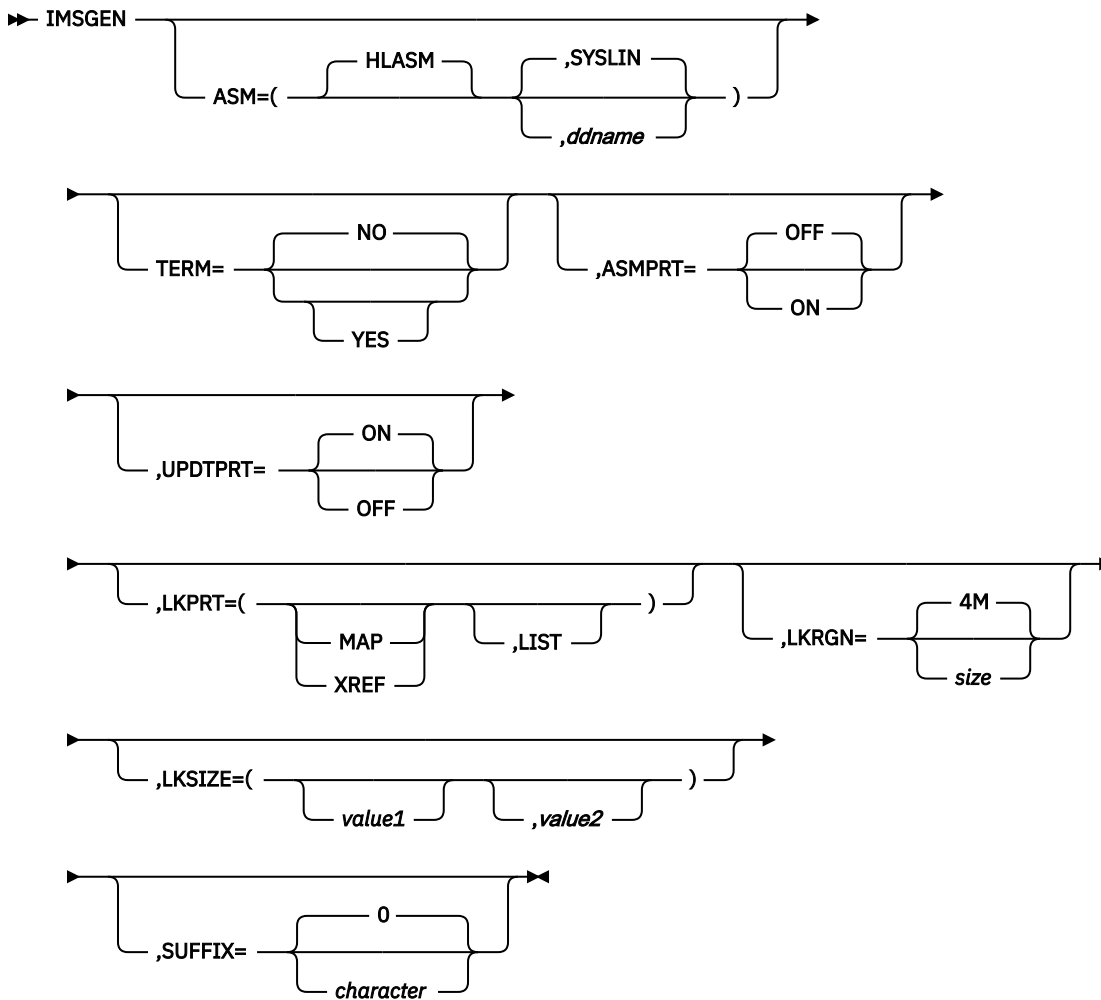 IMSGEN
HLASM
,SYSLIN
ASM=(
)
,ddname
NO
OFF
TERM=
,ASMPRT=
ON
YES
ON
,UPDTPRT=
OFF
,LKPRT=(
)
4M
MAP
,LIST
,LKRGN=
XREF
size
,LKSIZE=(
)
value1
,value2
0
,SUFFIX=
character